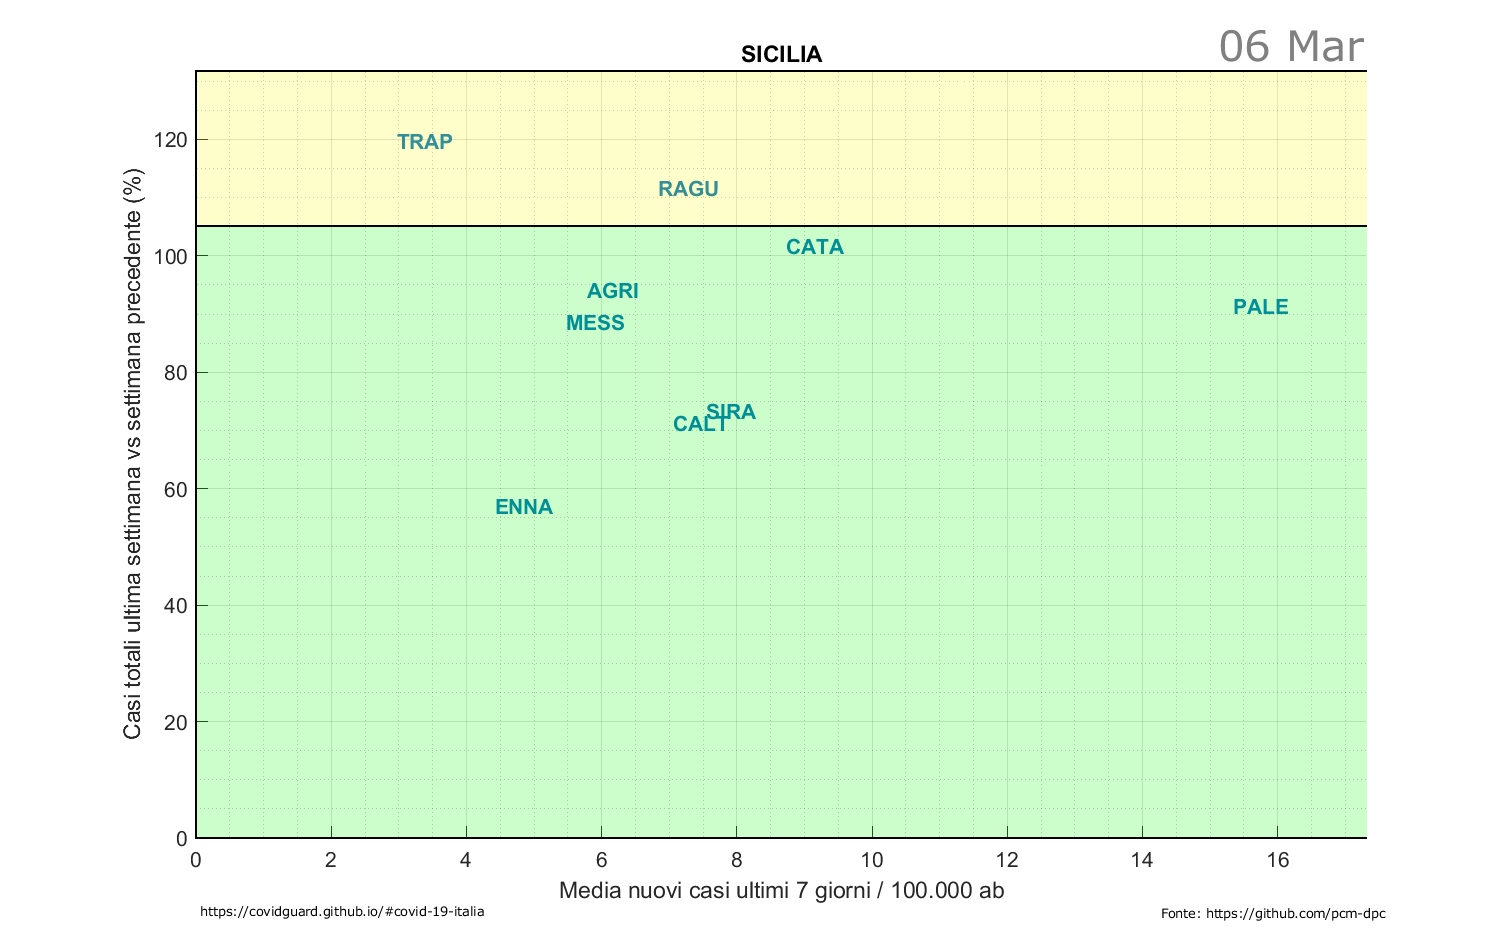 06 Mar
SICILIA
Casi totali ultima settimana vs settimana precedente (%)
120
100
80
60
40
20
0
TRAP
RAGU
CATA
AGRI
PALE
MESS
SIRA
CALT
ENNA
0 2 4 6 8 10 12 14 16
Media nuovi casi ultimi 7 giorni / 100.000 ab
https://covidguard.github.io/#covid-19-italia
Fonte: https://github.com/pcm-dpc